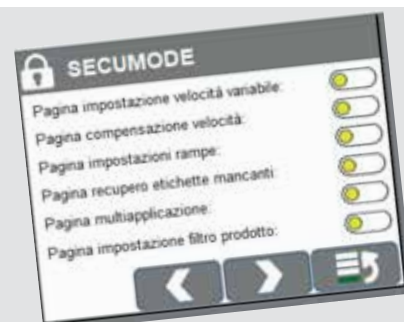 SECUMODE
Pagina impostazione velocità variabile:
Pagina compensazione velocità:
Pagina impostazioni rampe:
Pagina recupero etichette mancanti:
Pagina multiapplicazione:
Pagina impostazione filtro prodotto: